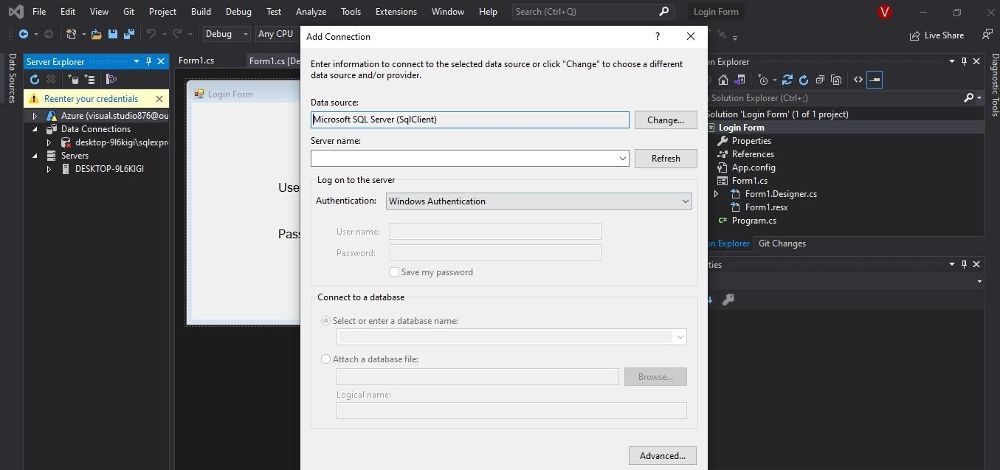 File Edit View Git Project Build Debug Test Analyze Tools Extensions Window Help Search (Ctrl+Q) Login Form V
Debug Any CPU Live Share
Data Sources
Server Explorer
Reenter your credentials
Azure (visual.studio876@ou
Data Connections
desktop-9l6kigi\sqlexpr
Servers
DESKTOP-9L6KIGI
Form1.cs Form1.cs [De
Login Form
Use
Pass
Add Connection ?
Enter information to connect to the selected data source or click "Change" to choose a different
data source and/or provider.
Data source:
Microsoft SQL Server (SqlClient) Change...
Server name:
Refresh
Log on to the server
Authentication: Windows Authentication
User name:
Password:
Save my password
Connect to a database
Select or enter a database name:
Attach a database file:
Browse...
Logical name:
Advanced...
on Explorer
Solution Explorer (Ctrl+;)
Solution 'Login Form' (1 of 1 project)
Login Form
Properties
References
App.config
Form1.cs
Form1.Designer.cs
Form1.resx
Program.cs
on Explorer Git Changes
ties
Diagnostic Tools